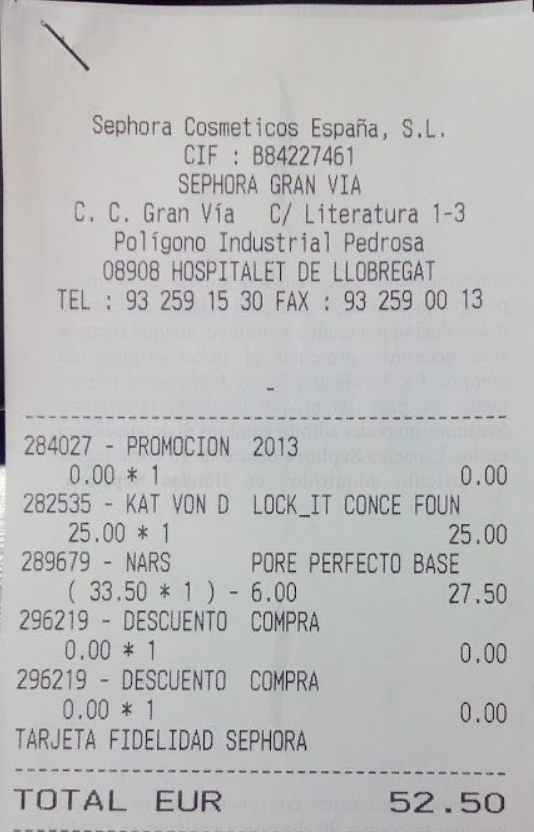 Sephora Cosmeticos España, S.L.
CIF : B84227461
SEPHORA GRAN VIA
C. C. Gran Vía C/ Literatura 1-3
Polígono Industrial Pedrosa
08908 HOSPITALET DE LLOBREGAT
TEL : 93 259 15 30 FAX : 93 259 00 13
-
284027 - PROMOCION 2013
0.00 * 1 0.00
282535 - KAT VON D LOCK_IT CONCE FOUN
25.00 * 1 25.00
289679 - NARS PORE PERFECTO BASE
( 33.50 * 1 ) - 6.00 27.50
296219 - DESCUENTO COMPRA
0.00 * 1 0.00
296219 - DESCUENTO COMPRA
0.00 * 1 0.00
TARJETA FIDELIDAD SEPHORA
TOTAL EUR 52.50